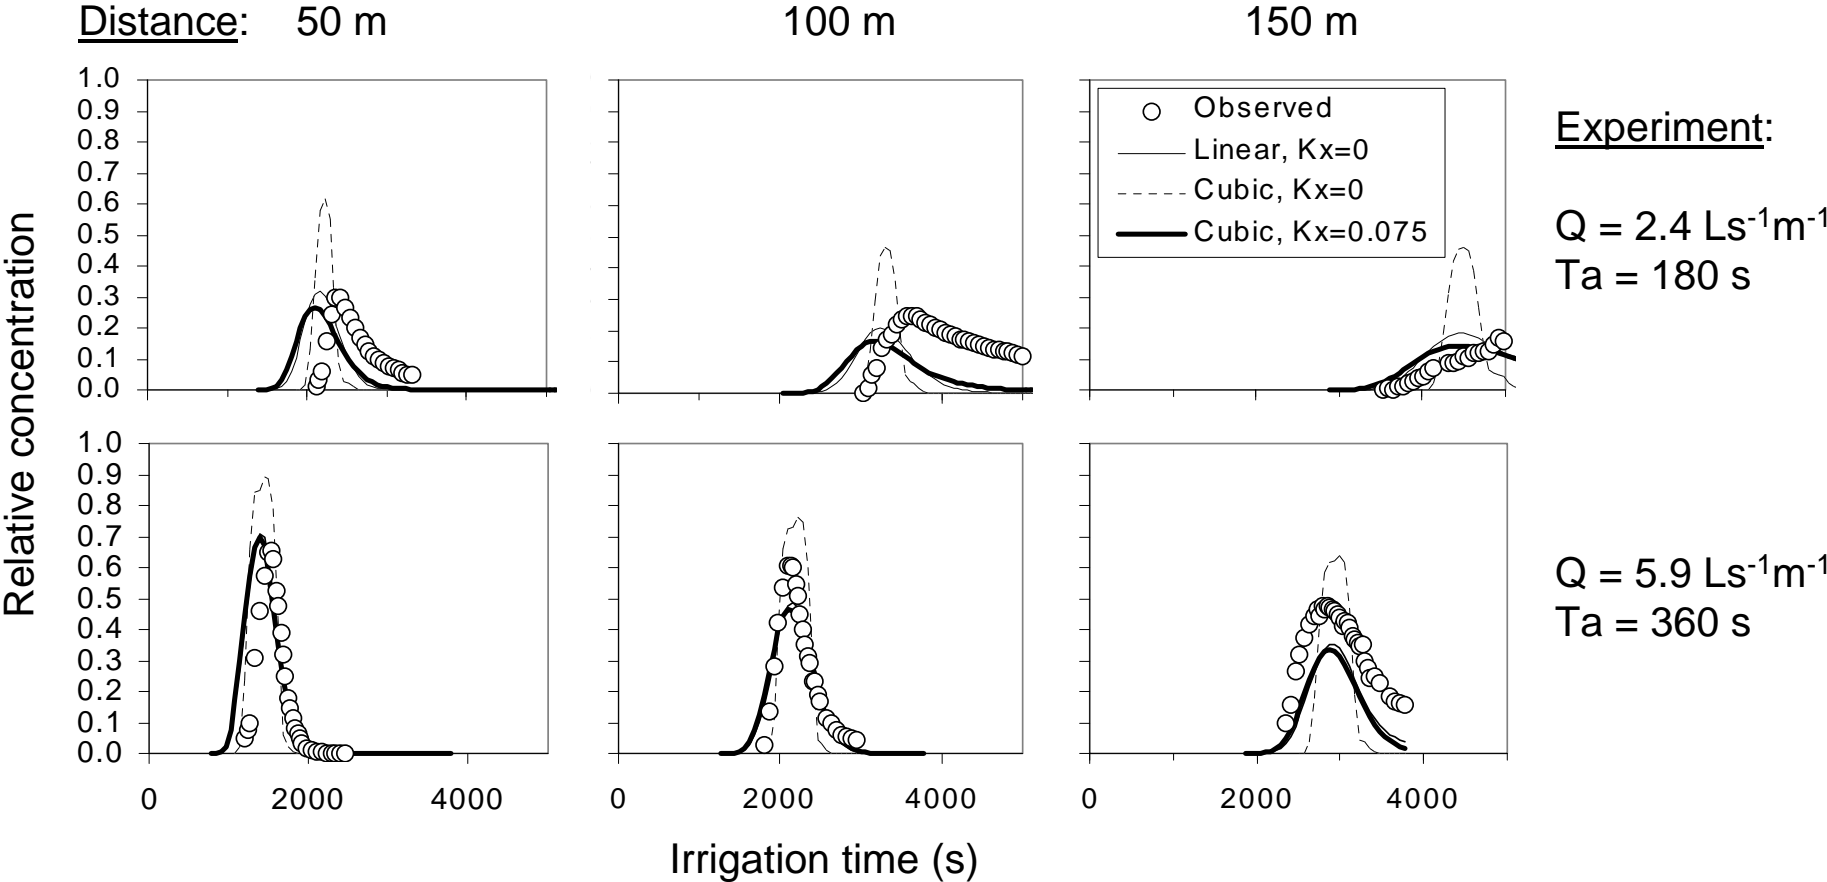 Distance: 50 m 100 m 150 m
1.0
0.9
0.8
0.7
0.6
0.5
0.4
0.3
0.2
0.1
0.0
Observed
Linear, Kx=0
Cubic, Kx=0
Cubic, Kx=0.075
Experiment:
Q = 2.4 Ls⁻¹m⁻¹
Ta = 180 s
Relative concentration
1.0
0.9
0.8
0.7
0.6
0.5
0.4
0.3
0.2
0.1
0.0
Q = 5.9 Ls⁻¹m⁻¹
Ta = 360 s
0 2000 4000 0 2000 4000 0 2000 4000
Irrigation time (s)